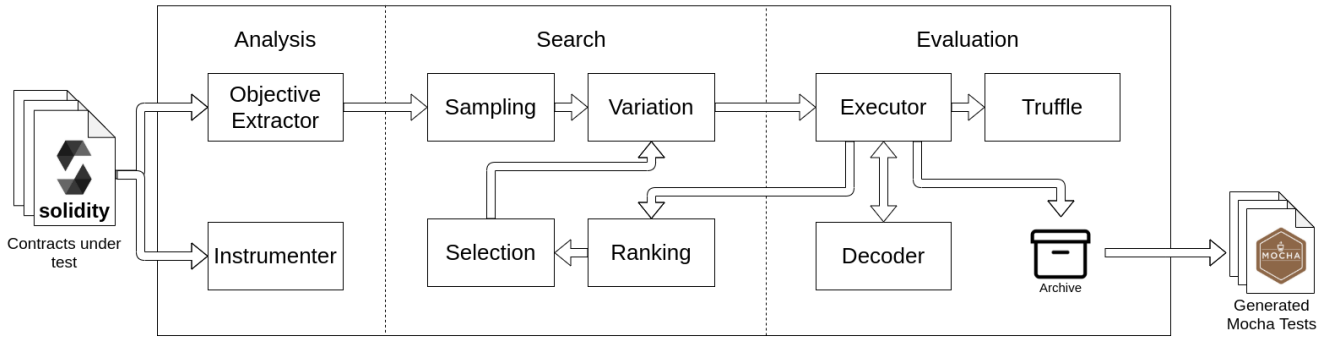 Analysis
Search
Evaluation
Objective
Extractor
Sampling
Variation
Executor
Truffle
solidity
Contracts under
test
Instrumenter
Selection
Ranking
Decoder
Archive
MOCHA
Generated
Mocha Tests